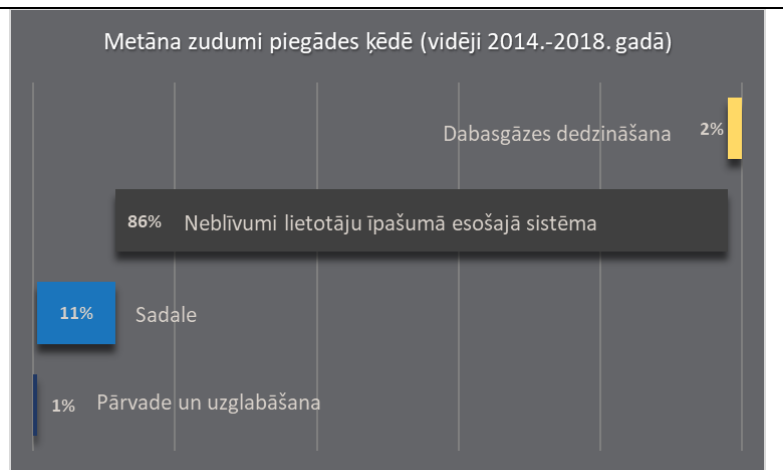 Metāna zudumi piegādes ķēdē (vidēji 2014.-2018. gadā)
Dabasgāzes dedzināšana 2%
86% Neblīvumi lietotāju īpašumā esošajā sistēma
11% Sadale
1% Pārvade un uzglabāšana